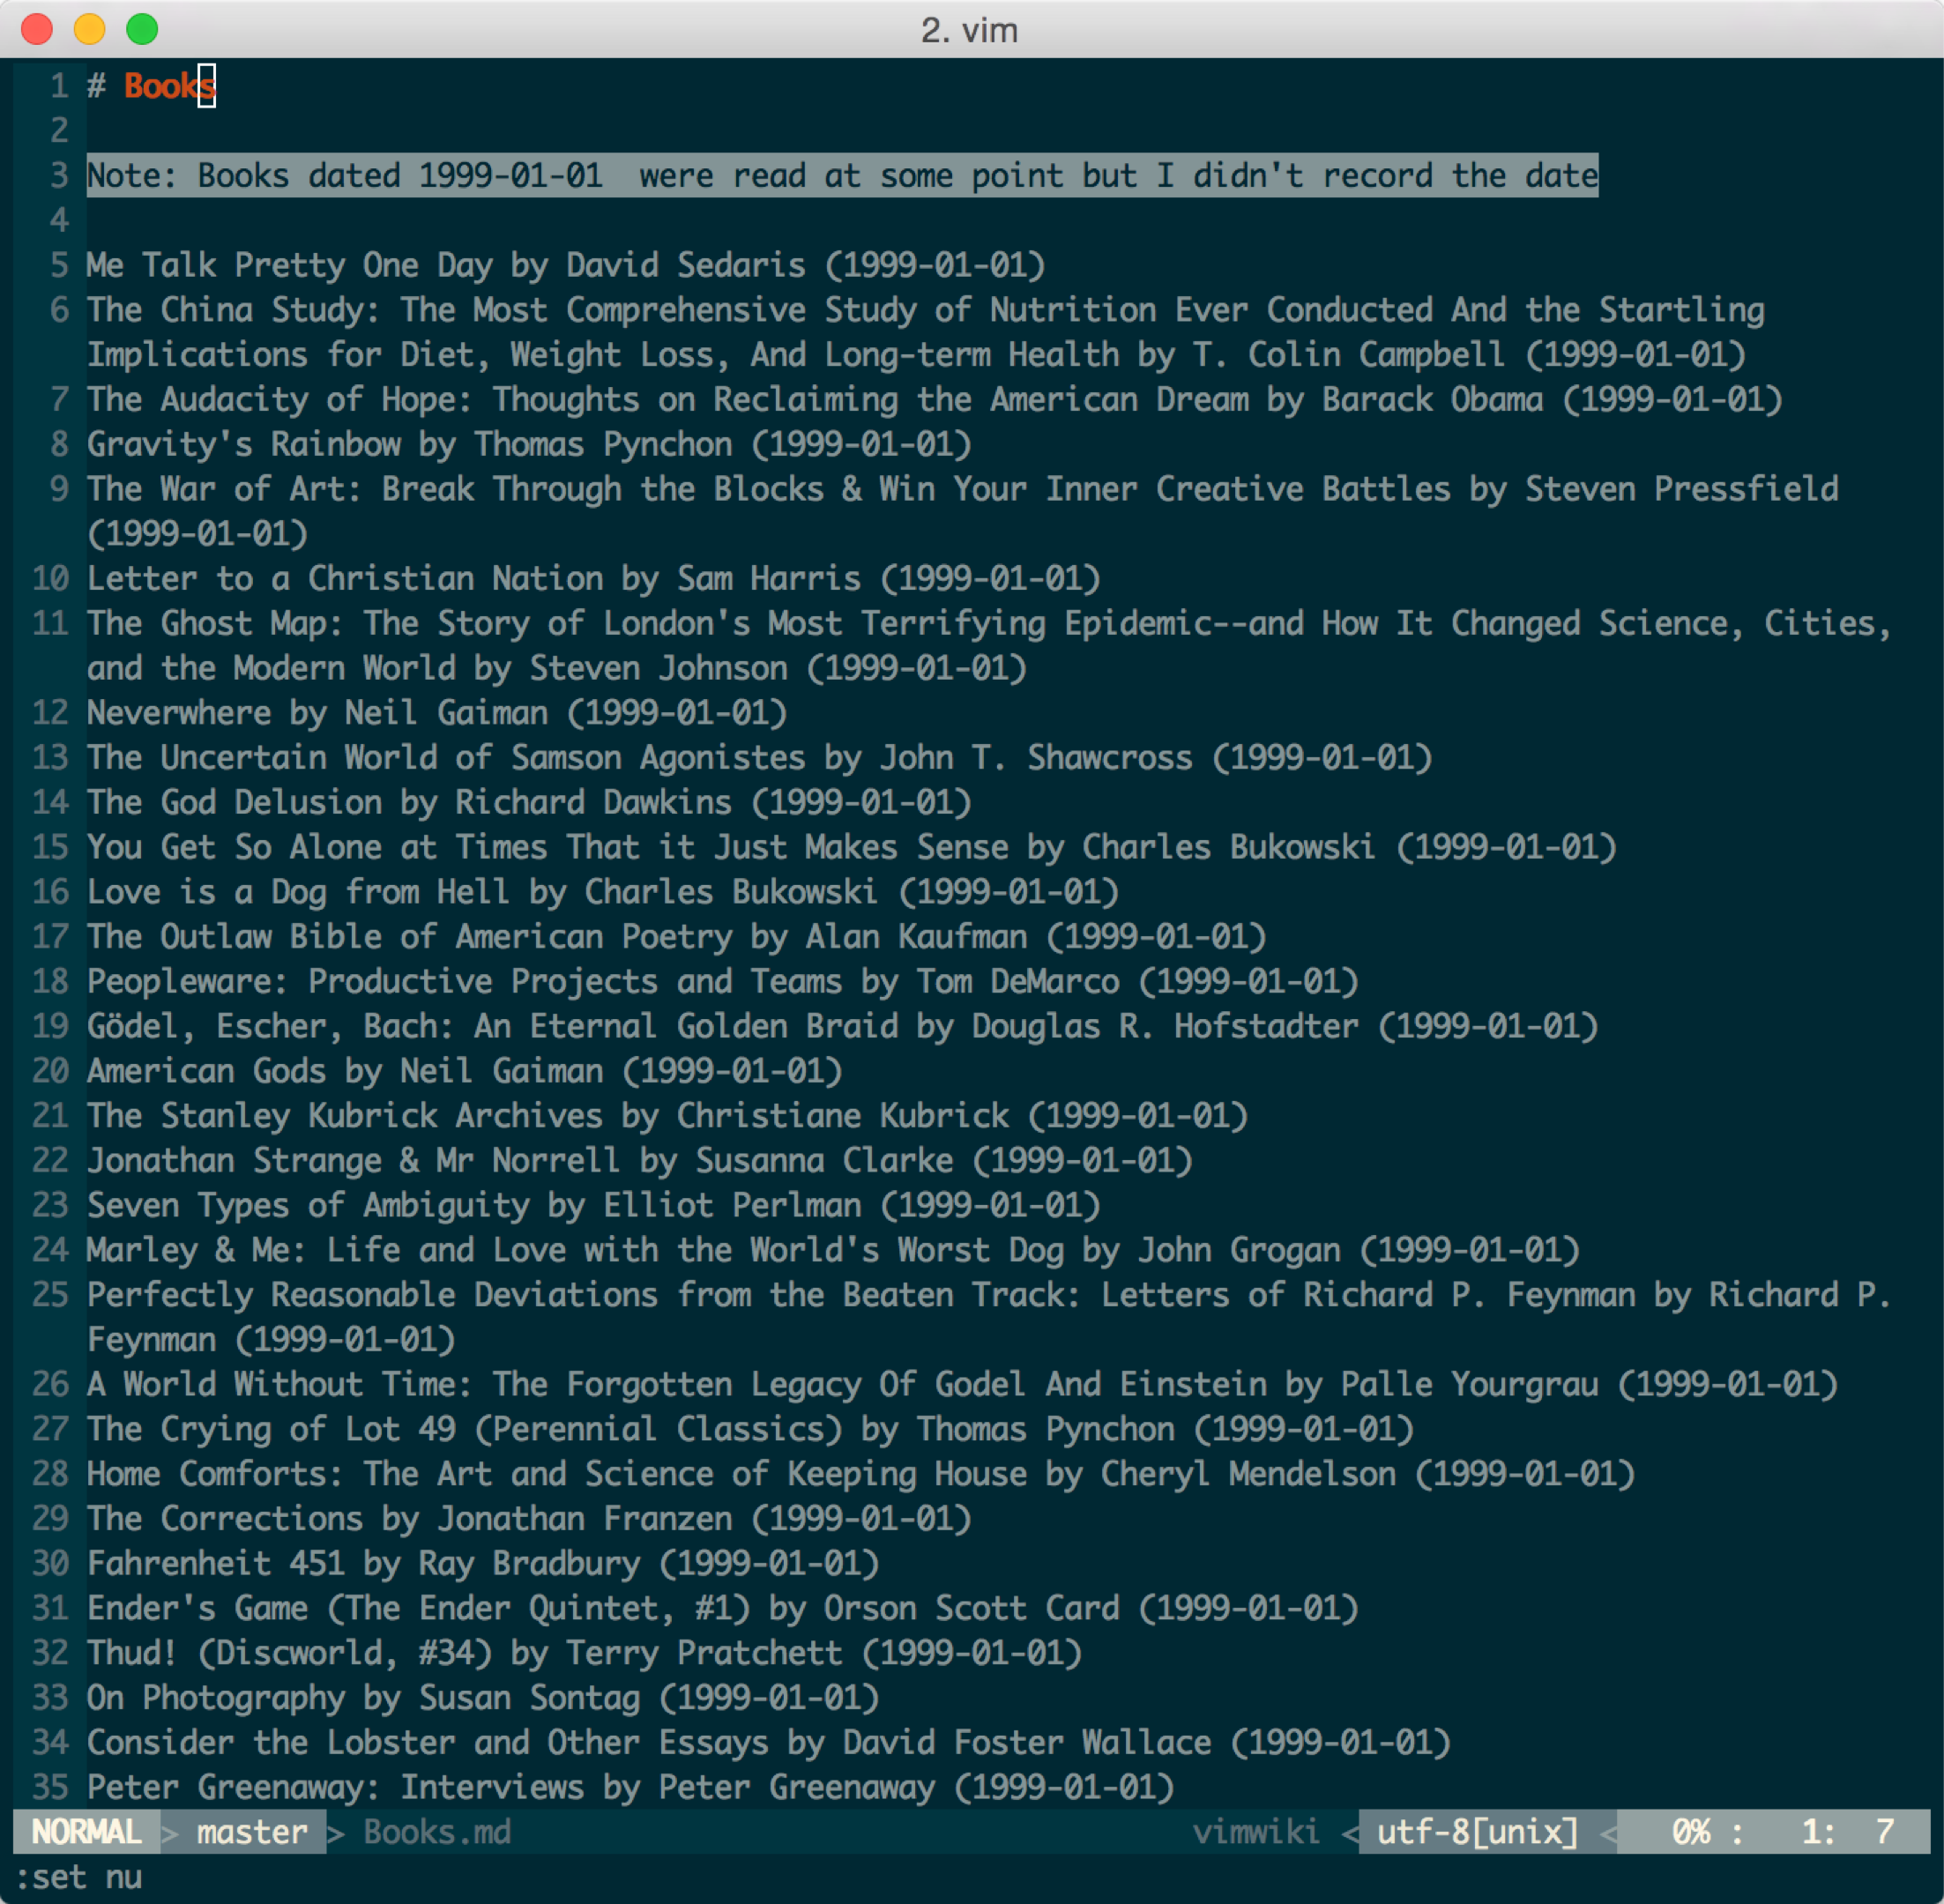 2. vim
1 # Books
2
3 Note: Books dated 1999-01-01  were read at some point but I didn't record the date
4
5 Me Talk Pretty One Day by David Sedaris (1999-01-01)
6 The China Study: The Most Comprehensive Study of Nutrition Ever Conducted And the Startling
Implications for Diet, Weight Loss, And Long-term Health by T. Colin Campbell (1999-01-01)
7 The Audacity of Hope: Thoughts on Reclaiming the American Dream by Barack Obama (1999-01-01)
8 Gravity's Rainbow by Thomas Pynchon (1999-01-01)
9 The War of Art: Break Through the Blocks & Win Your Inner Creative Battles by Steven Pressfield
(1999-01-01)
10 Letter to a Christian Nation by Sam Harris (1999-01-01)
11 The Ghost Map: The Story of London's Most Terrifying Epidemic--and How It Changed Science, Cities,
and the Modern World by Steven Johnson (1999-01-01)
12 Neverwhere by Neil Gaiman (1999-01-01)
13 The Uncertain World of Samson Agonistes by John T. Shawcross (1999-01-01)
14 The God Delusion by Richard Dawkins (1999-01-01)
15 You Get So Alone at Times That it Just Makes Sense by Charles Bukowski (1999-01-01)
16 Love is a Dog from Hell by Charles Bukowski (1999-01-01)
17 The Outlaw Bible of American Poetry by Alan Kaufman (1999-01-01)
18 Peopleware: Productive Projects and Teams by Tom DeMarco (1999-01-01)
19 Gödel, Escher, Bach: An Eternal Golden Braid by Douglas R. Hofstadter (1999-01-01)
20 American Gods by Neil Gaiman (1999-01-01)
21 The Stanley Kubrick Archives by Christiane Kubrick (1999-01-01)
22 Jonathan Strange & Mr Norrell by Susanna Clarke (1999-01-01)
23 Seven Types of Ambiguity by Elliot Perlman (1999-01-01)
24 Marley & Me: Life and Love with the World's Worst Dog by John Grogan (1999-01-01)
25 Perfectly Reasonable Deviations from the Beaten Track: Letters of Richard P. Feynman by Richard P.
Feynman (1999-01-01)
26 A World Without Time: The Forgotten Legacy Of Godel And Einstein by Palle Yourgrau (1999-01-01)
27 The Crying of Lot 49 (Perennial Classics) by Thomas Pynchon (1999-01-01)
28 Home Comforts: The Art and Science of Keeping House by Cheryl Mendelson (1999-01-01)
29 The Corrections by Jonathan Franzen (1999-01-01)
30 Fahrenheit 451 by Ray Bradbury (1999-01-01)
31 Ender's Game (The Ender Quintet, #1) by Orson Scott Card (1999-01-01)
32 Thud! (Discworld, #34) by Terry Pratchett (1999-01-01)
33 On Photography by Susan Sontag (1999-01-01)
34 Consider the Lobster and Other Essays by David Foster Wallace (1999-01-01)
35 Peter Greenaway: Interviews by Peter Greenaway (1999-01-01)
NORMAL > master > Books.md vimwiki < utf-8[unix] < 0% : 1: 7
:set nu